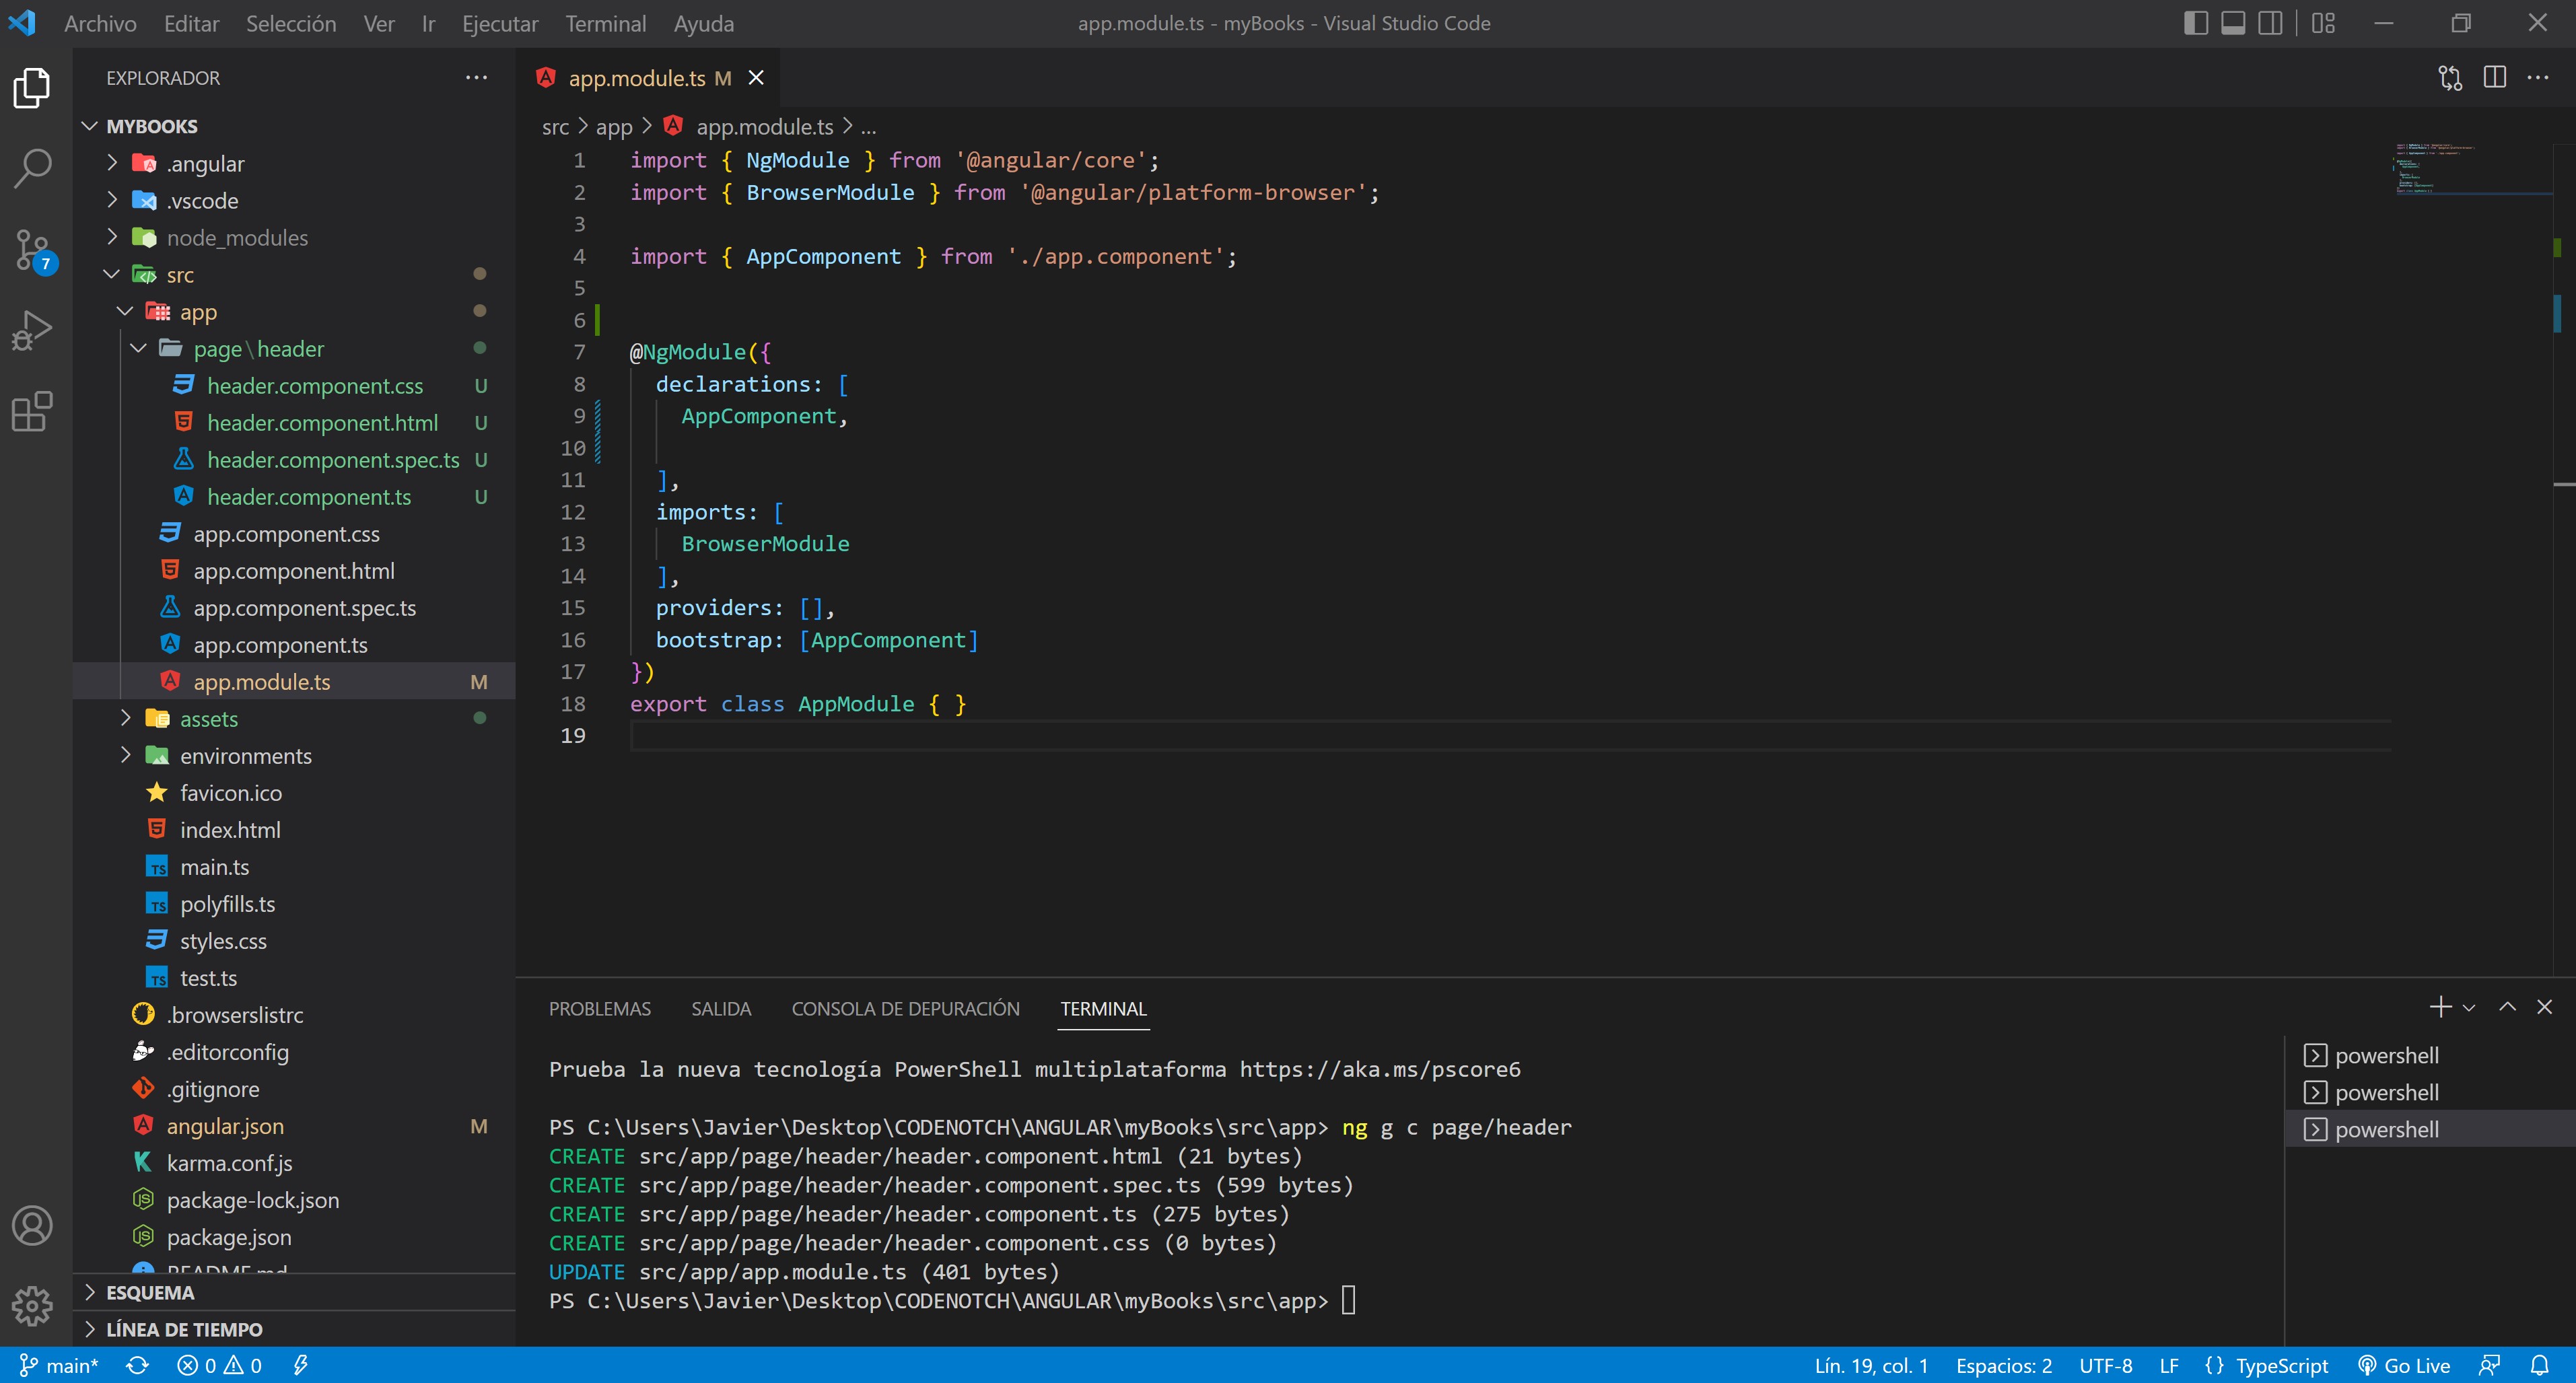 Archivo Editar Selección Ver Ir Ejecutar Terminal Ayuda
app.module.ts - myBooks - Visual Studio Code
EXPLORADOR
MYBOOKS
.angular
.vscode
node_modules
src
app
page\header
header.component.css U
header.component.html U
header.component.spec.ts U
header.component.ts U
app.component.css
app.component.html
app.component.spec.ts
app.component.ts
app.module.ts M
assets
environments
favicon.ico
index.html
main.ts
polyfills.ts
styles.css
test.ts
.browserslistrc
.editorconfig
.gitignore
angular.json M
karma.conf.js
package-lock.json
package.json
README.md
ESQUEMA
LÍNEA DE TIEMPO
7
app.module.ts M
src > app > app.module.ts > ...
1 import { NgModule } from '@angular/core';
2 import { BrowserModule } from '@angular/platform-browser';
3
4 import { AppComponent } from './app.component';
5
6
7 @NgModule({
8 declarations: [
9 AppComponent,
10
11 ],
12 imports: [
13 BrowserModule
14 ],
15 providers: [],
16 bootstrap: [AppComponent]
17 })
18 export class AppModule { }
19
PROBLEMAS SALIDA CONSOLA DE DEPURACIÓN TERMINAL
Prueba la nueva tecnología PowerShell multiplataforma https://aka.ms/pscore6
PS C:\Users\Javier\Desktop\CODENOTCH\ANGULAR\myBooks\src\app> ng g c page/header
CREATE src/app/page/header/header.component.html (21 bytes)
CREATE src/app/page/header/header.component.spec.ts (599 bytes)
CREATE src/app/page/header/header.component.ts (275 bytes)
CREATE src/app/page/header/header.component.css (0 bytes)
UPDATE src/app/app.module.ts (401 bytes)
PS C:\Users\Javier\Desktop\CODENOTCH\ANGULAR\myBooks\src\app>
powershell
powershell
powershell
main* 0 0
Lín. 19, col. 1 Espacios: 2 UTF-8 LF {} TypeScript Go Live